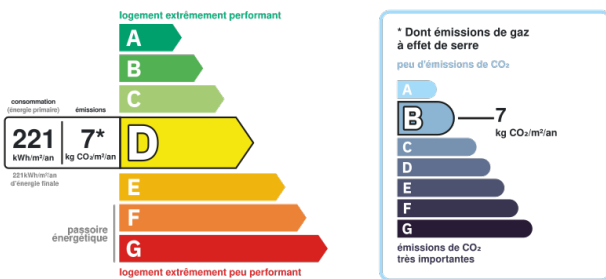 logement extrêmement performant
A
B
C
consommation
(énergie primaire)
émissions
221
kWh/m²/an
7*
kg CO₂/m²/an
D
221kWh/m²/an
d'énergie finale
E
F
G
passoire
énergétique
logement extrêmement peu performant
* Dont émissions de gaz
à effet de serre
peu d'émissions de CO₂
A
B
7
kg CO₂/m²/an
C
D
E
F
G
émissions de CO₂
très importantes